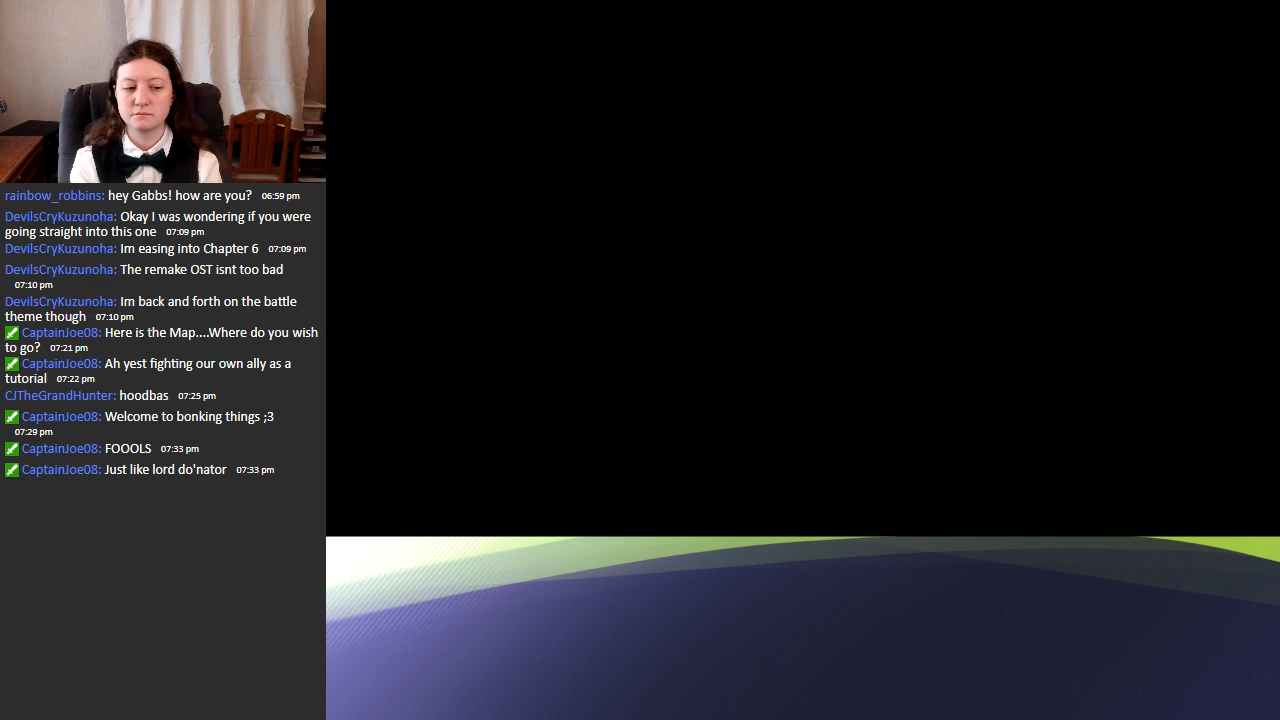 rainbow_robbins: hey Gabbs! how are you? 06:59 pm
DevilsCryKuzunoha: Okay I was wondering if you were
going straight into this one 07:09 pm
DevilsCryKuzunoha: Im easing into Chapter 6 07:09 pm
DevilsCryKuzunoha: The remake OST isnt too bad
07:10 pm
DevilsCryKuzunoha: Im back and forth on the battle
theme though 07:10 pm
CaptainJoe08: Here is the Map....Where do you wish
to go? 07:21 pm
CaptainJoe08: Ah yest fighting our own ally as a
tutorial 07:22 pm
CJTheGrandHunter: hoodbas 07:25 pm
CaptainJoe08: Welcome to bonking things ;3
07:29 pm
CaptainJoe08: FOOOLS 07:33 pm
CaptainJoe08: Just like lord do'nator 07:33 pm